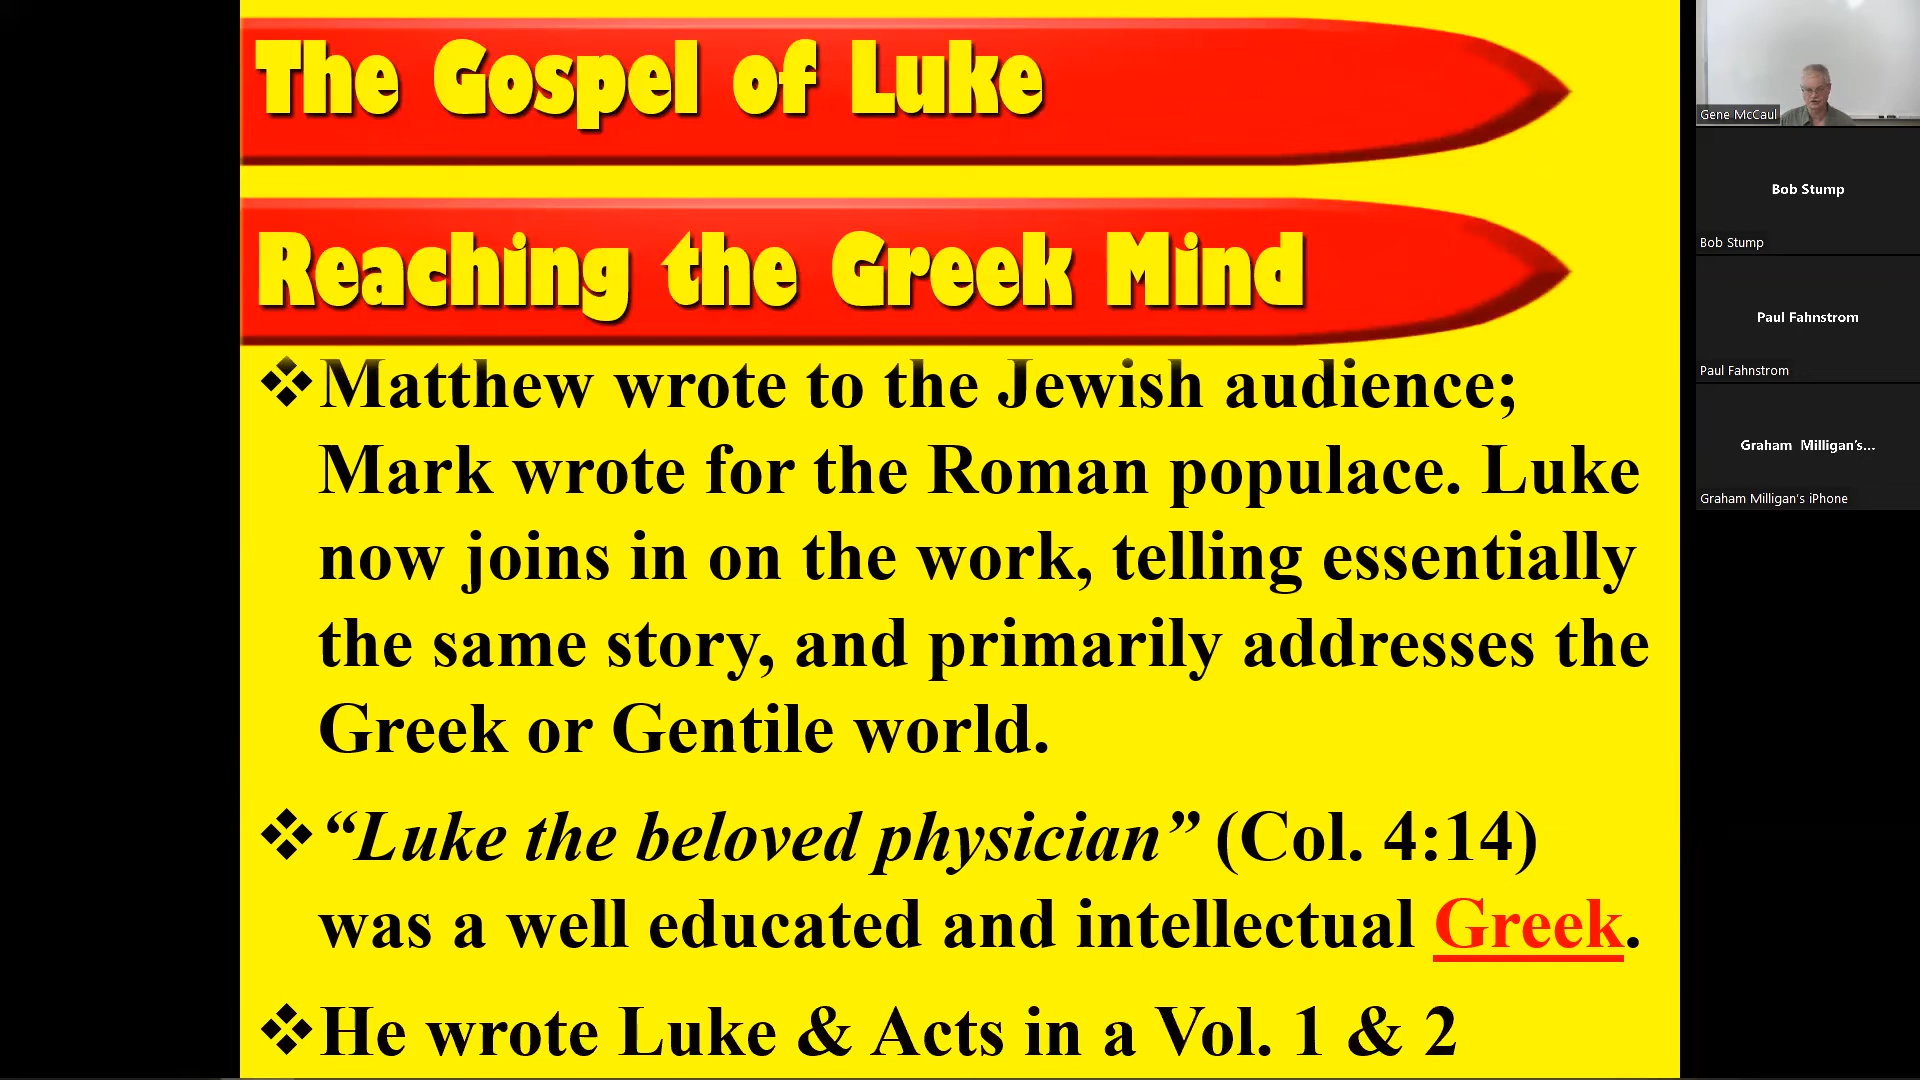 The Gospel of Luke
Reaching the Greek Mind
❖Matthew wrote to the Jewish audience;
Mark wrote for the Roman populace. Luke
now joins in on the work, telling essentially
the same story, and primarily addresses the
Greek or Gentile world.
❖“Luke the beloved physician” (Col. 4:14)
was a well educated and intellectual Greek.
❖He wrote Luke & Acts in a Vol. 1 & 2
Gene McCaul
Bob Stump
Bob Stump
Paul Fahnstrom
Paul Fahnstrom
Graham Milligan's...
Graham Milligan's iPhone